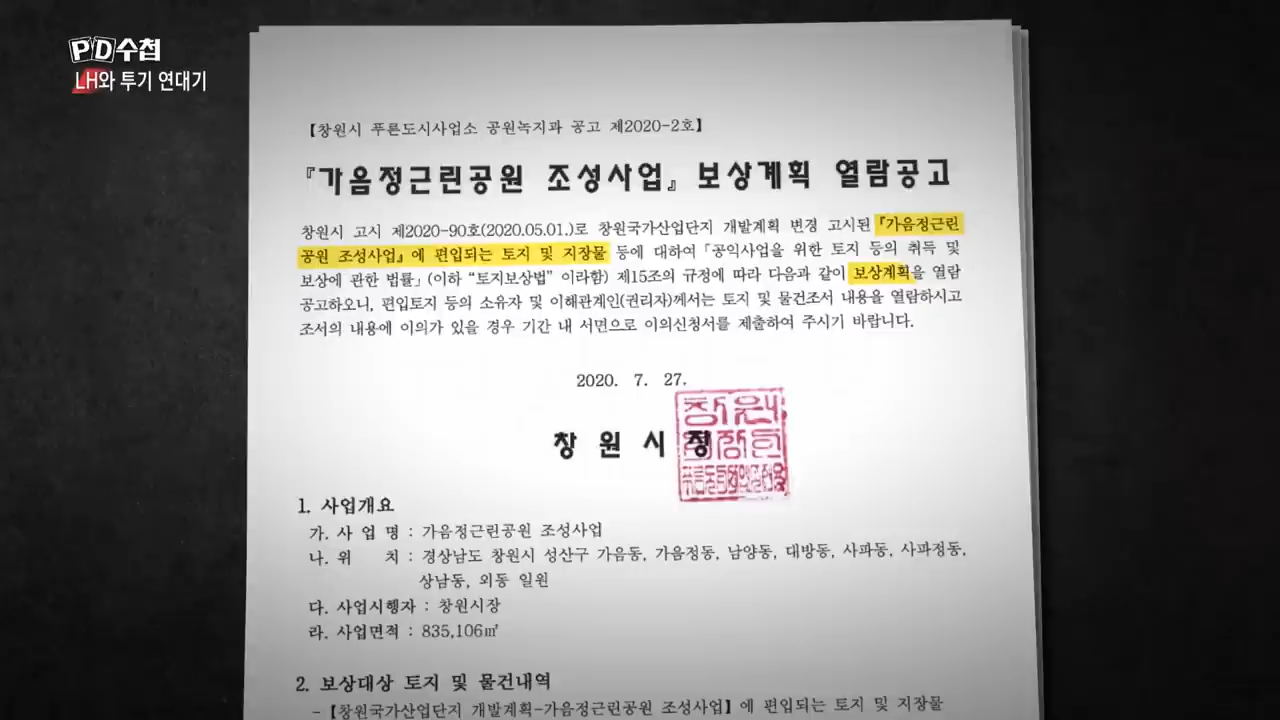 PD수첩
LH와 투기 연대기
【창원시 푸른도시사업소 공원녹지과 공고 제2020-2호】
『가음정근린공원 조성사업』 보상계획 열람공고
창원시 고시 제2020-90호(2020.05.01.)로 창원국가산업단지 개발계획 변경 고시된 『가음정근린
공원 조성사업』에 편입되는 토지 및 지장물 등에 대하여 「공익사업을 위한 토지 등의 취득 및
보상에 관한 법률」(이하 “토지보상법” 이라함) 제15조의 규정에 따라 다음과 같이 보상계획을 열람
공고하오니, 편입토지 등의 소유자 및 이해관계인(권리자)께서는 토지 및 물건조서 내용을 열람하시고
조서의 내용에 이의가 있을 경우 기간 내 서면으로 이의신청서를 제출하여 주시기 바랍니다.
2020. 7. 27.
창 원 시 청
1. 사업개요
가. 사 업 명 : 가음정근린공원 조성사업
나. 위 치 : 경상남도 창원시 성산구 가음동, 가음정동, 남양동, 대방동, 사파동, 사파정동,
상남동, 외동 일원
다. 사업시행자 : 창원시장
라. 사업면적 : 835,106㎡
2. 보상대상 토지 및 물건내역
- 【창원국가산업단지 개발계획-가음정근린공원 조성사업】에 편입되는 토지 및 지장물